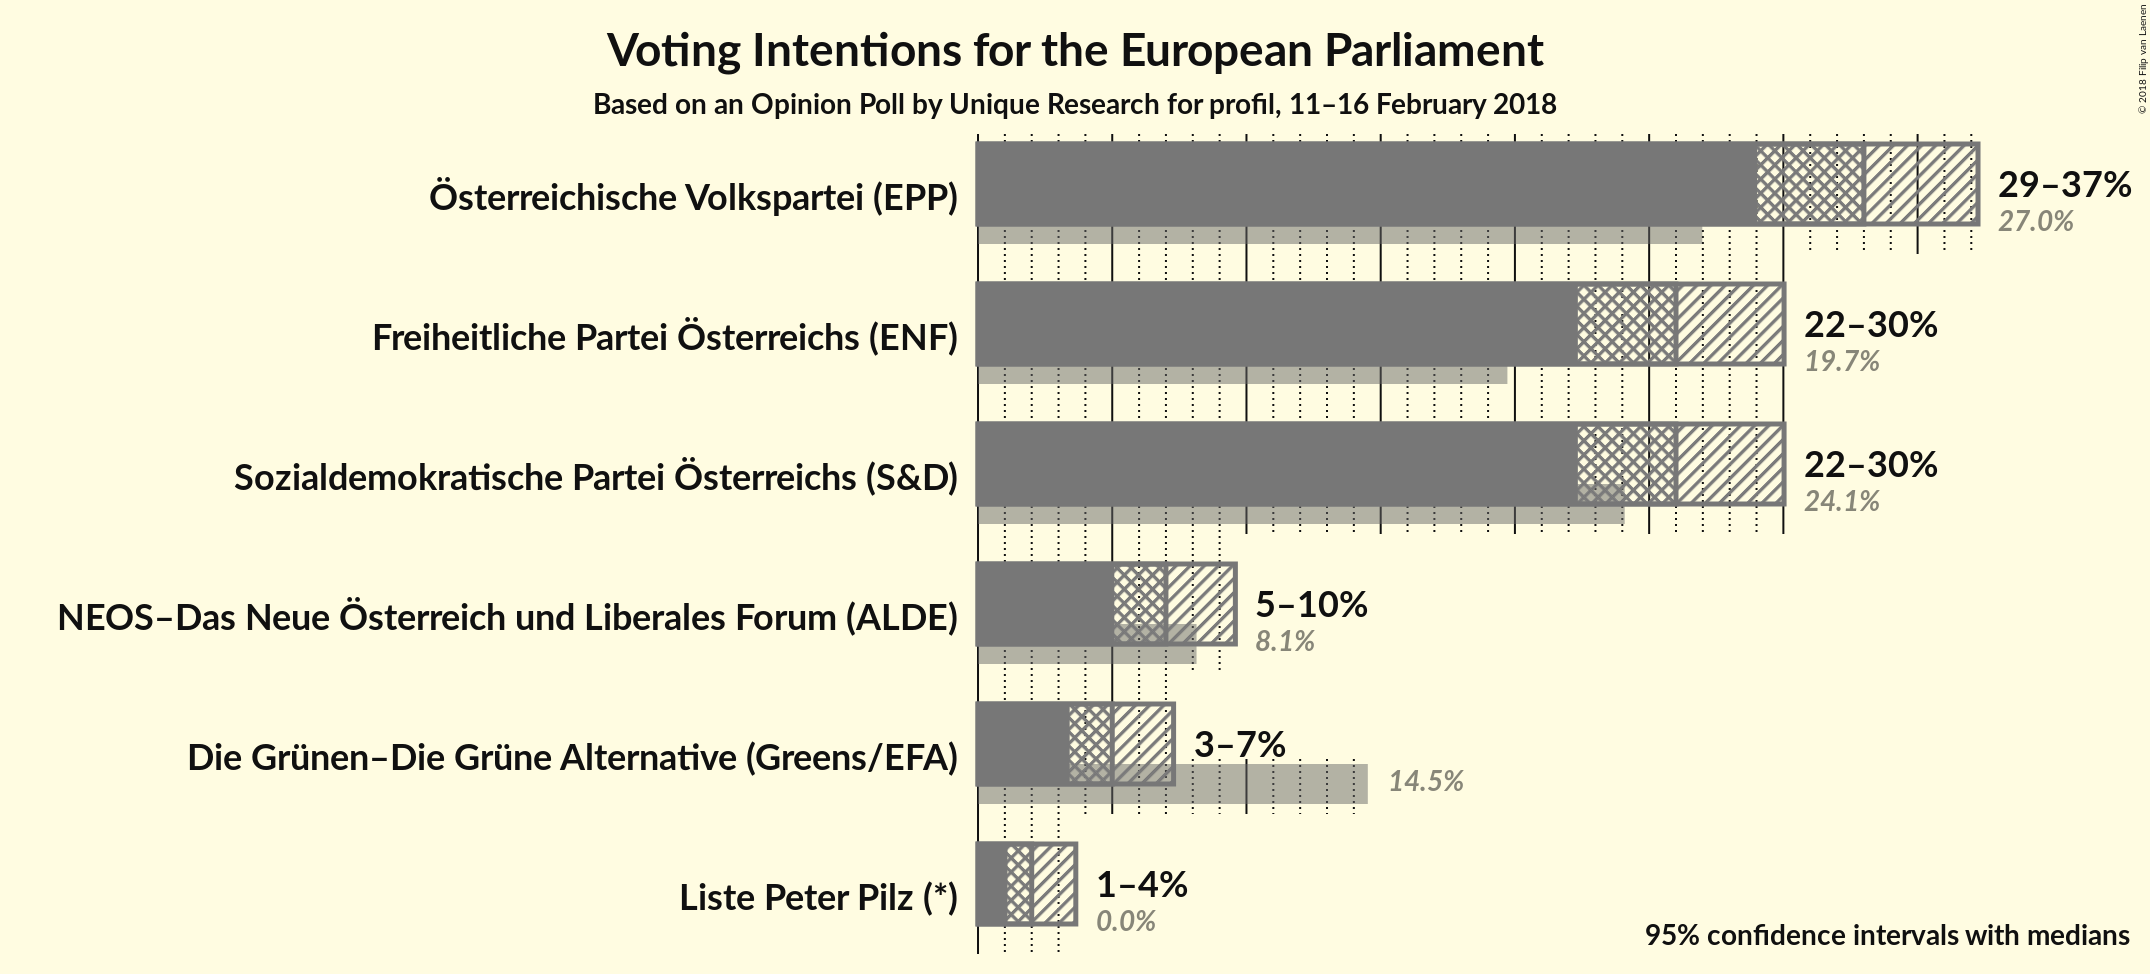 Voting Intentions for the European Parliament
Based on an Opinion Poll by Unique Research for profil, 11–16 February 2018
© 2018 Filip van Laenen
Österreichische Volkspartei (EPP)
29–37%
27.0%
Freiheitliche Partei Österreichs (ENF)
22–30%
19.7%
Sozialdemokratische Partei Österreichs (S&D)
22–30%
24.1%
NEOS–Das Neue Österreich und Liberales Forum (ALDE)
5–10%
8.1%
Die Grünen–Die Grüne Alternative (Greens/EFA)
3–7%
14.5%
Liste Peter Pilz (*)
1–4%
0.0%
95% confidence intervals with medians